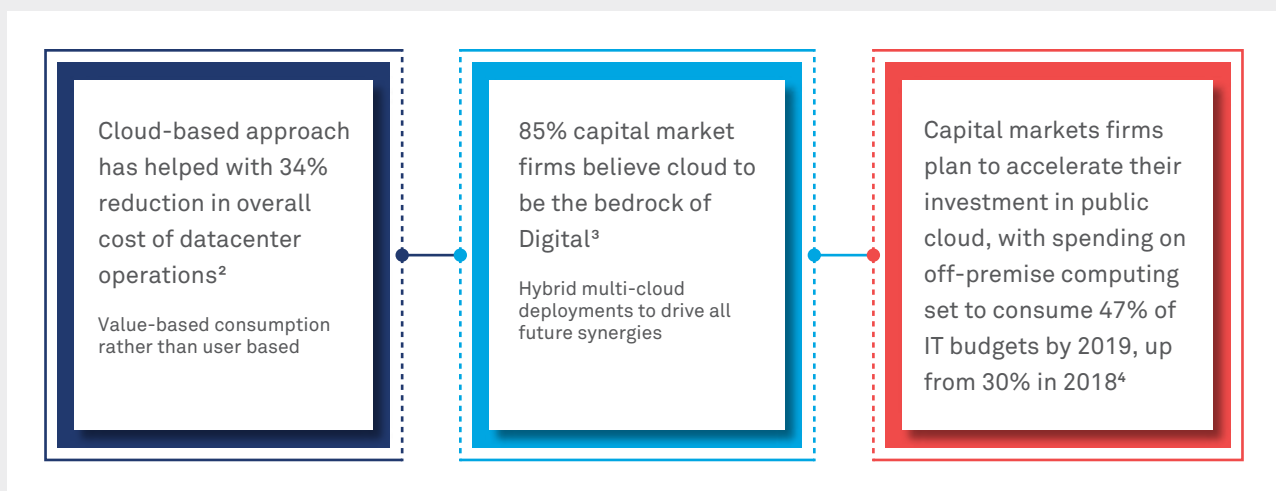 Cloud-based approach
has helped with 34%
reduction in overall
cost of datacenter
operations²
Value-based consumption
rather than user based
85% capital market
firms believe cloud to
be the bedrock of
Digital³
Hybrid multi-cloud
deployments to drive all
future synergies
Capital markets firms
plan to accelerate their
investment in public
cloud, with spending on
off-premise computing
set to consume 47% of
IT budgets by 2019, up
from 30% in 2018⁴